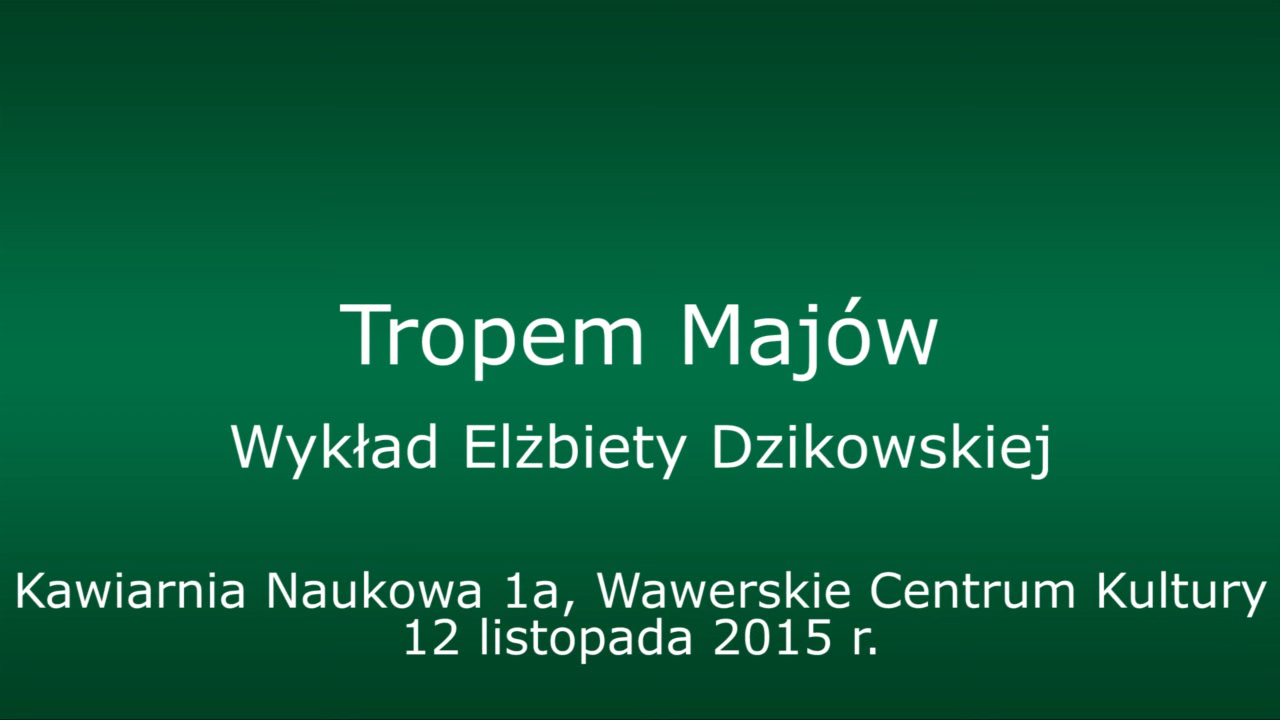 Tropem Majów
Wykład Elżbiety Dzikowskiej
Kawiarnia Naukowa 1a, Wawerskie Centrum Kultury
12 listopada 2015 r.